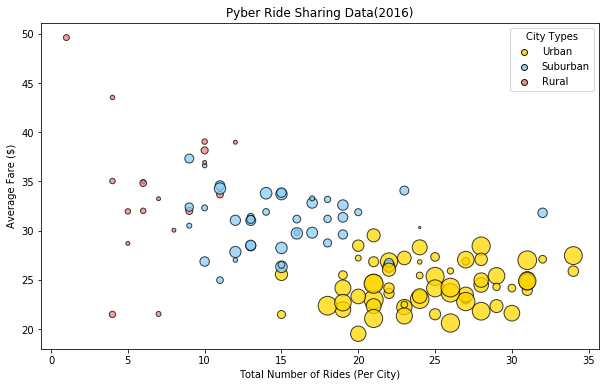 Pyber Ride Sharing Data(2016)
City Types
Urban
Suburban
Rural
Average Fare ($)
50
45
40
35
30
25
20
0
5
10
15
20
25
30
35
Total Number of Rides (Per City)